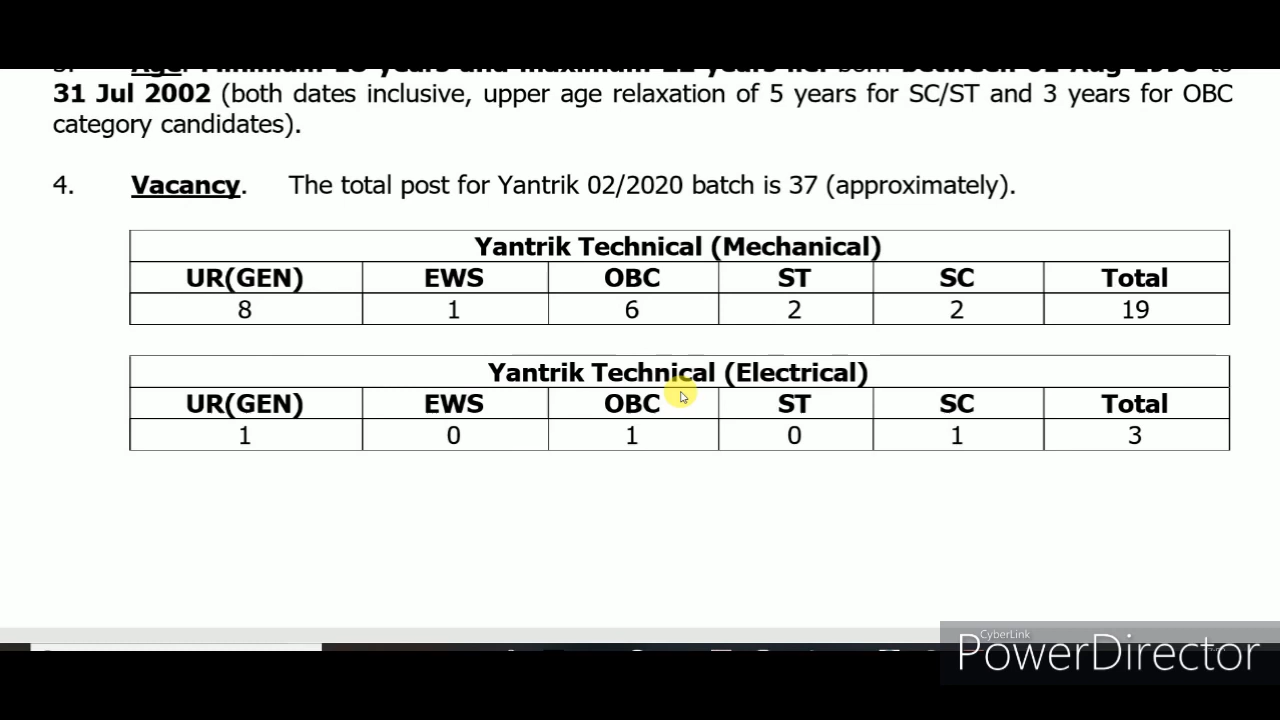 31 Jul 2002 (both dates inclusive, upper age relaxation of 5 years for SC/ST and 3 years for OBC
category candidates).
4. Vacancy. The total post for Yantrik 02/2020 batch is 37 (approximately).
Yantrik Technical (Mechanical)
UR(GEN) EWS OBC ST SC Total
8 1 6 2 2 19
Yantrik Technical (Electrical)
UR(GEN) EWS OBC ST SC Total
1 0 1 0 1 3
CyberLink
PowerDirector